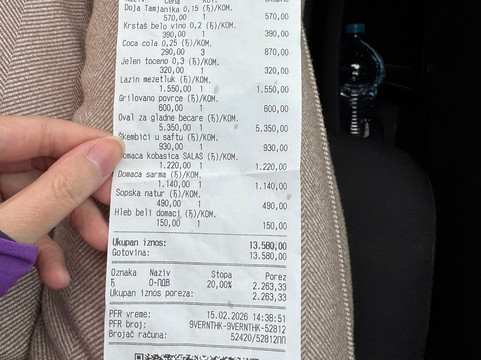 Naziv Cena Kol. Ukupno
Doja Tamjanika 0,15 (Ђ)/KOM.
570,00 1 570,00
Krstaš belo vino 0,2 (Ђ)/KOM.
390,00 1 390,00
Coca cola 0,25 (Ђ)/KOM.
290,00 3 870,00
Jelen toceno 0,3 (Ђ)/KOM.
320,00 1 320,00
Lazin mezetluk (Ђ)/KOM.
1.550,00 1 1.550,00
Grilovano povrce (Ђ)/KOM.
600,00 1 600,00
Oval za gladne becare (Ђ)/KOM.
5.350,00 1 5.350,00
Škembići u saftu (Ђ)/KOM.
930,00 1 930,00
Domaca kobasica SALAS (Ђ)/KOM.
1.220,00 1 1.220,00
Domaca sarma (Ђ)/KOM.
1.140,00 1 1.140,00
Sopska natur (Ђ)/KOM.
490,00 1 490,00
Hleb beli domaci (Ђ)/KOM.
150,00 1 150,00
Ukupan iznos: 13.580,00
Gotovina: 13.580,00
Oznaka Naziv Stopa Porez
Ђ О-ПДВ 20,00% 2.263,33
Ukupan iznos poreza: 2.263,33
PFR vreme: 15.02.2026 14:38:51
PFR broj: 9VERNTHK-9VERNTHK-52812
Brojač računa: 52420/52812ПП